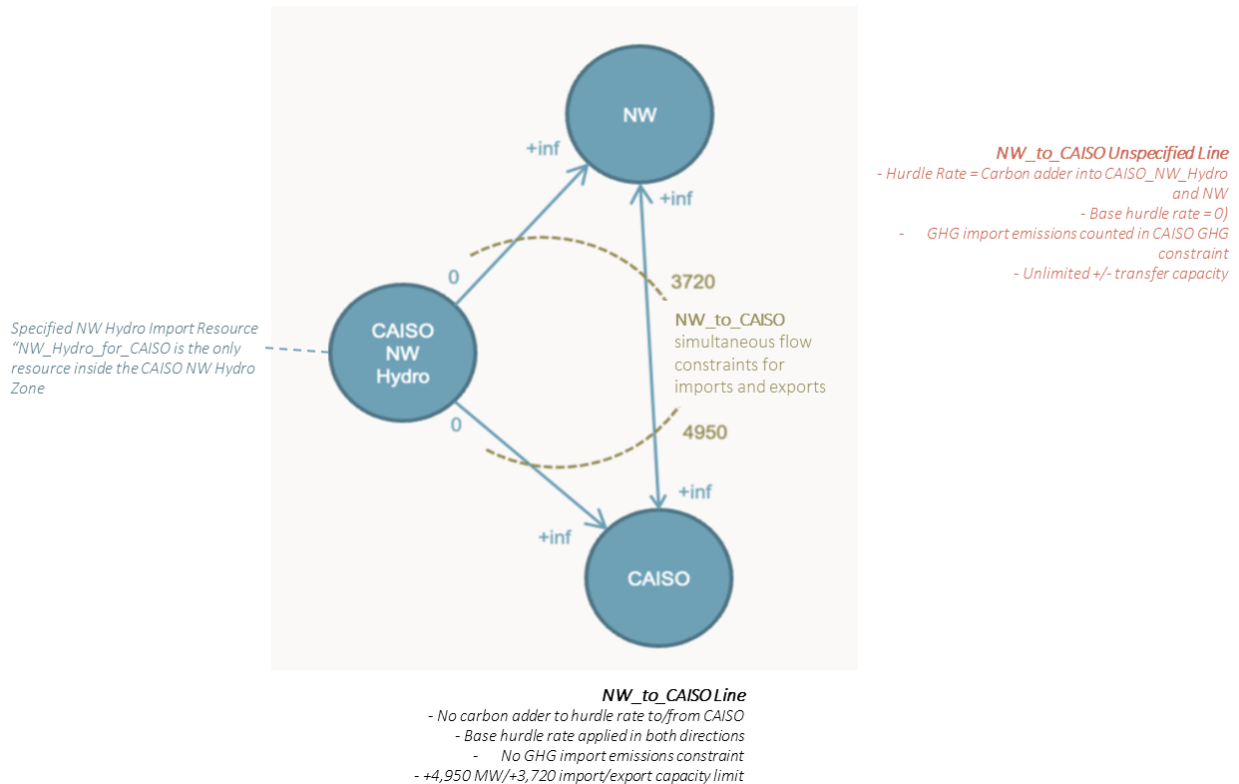 NW
+inf
+inf
NW_to_CAISO Unspecified Line
- Hurdle Rate = Carbon adder into CAISO_NW_Hydro
and NW
- Base hurdle rate = 0)
- GHG import emissions counted in CAISO GHG
constraint
- Unlimited +/- transfer capacity
0
3720
NW_to_CAISO
simultaneous flow
constraints for
imports and exports
Specified NW Hydro Import Resource
“NW_Hydro_for_CAISO is the only
resource inside the CAISO NW Hydro
Zone
CAISO
NW
Hydro
0
4950
+inf
+inf
CAISO
NW_to_CAISO Line
- No carbon adder to hurdle rate to/from CAISO
- Base hurdle rate applied in both directions
- No GHG import emissions constraint
- +4,950 MW/+3,720 import/export capacity limit